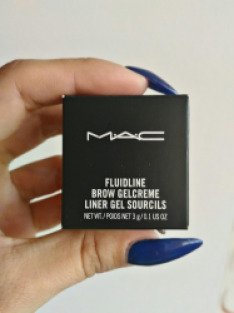 MAC
FLUIDLINE
BROW GELCREME
LINER GEL SOURCILS
NET WT./POIDS NET 3 g/0.1 US OZ